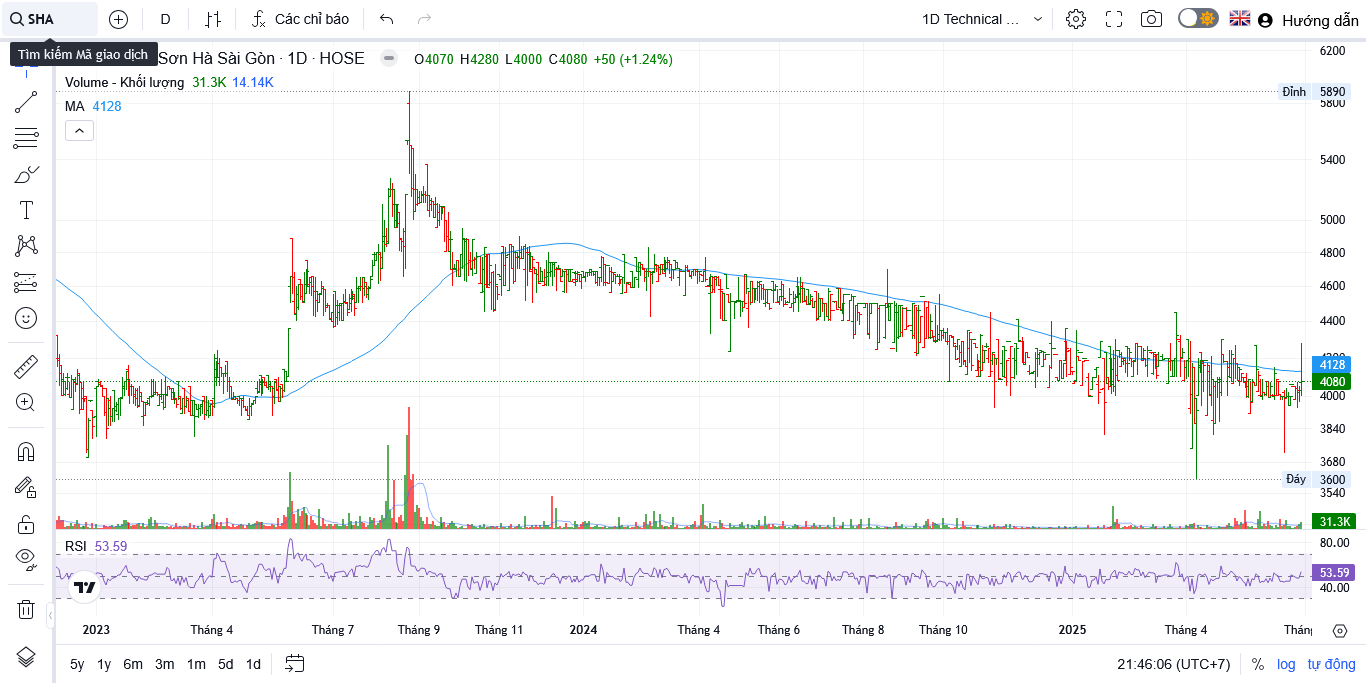 SHA
D
Các chỉ báo
1D Technical ...
Hướng dẫn
Tìm kiếm Mã giao dịch
Sơn Hà Sài Gòn · 1D · HOSE
O4070 H4280 L4000 C4080 +50 (+1.24%)
Volume - Khối lượng 31.3K 14.14K
MA 4128
6200
Đỉnh 5890
5800
5400
5000
4800
4600
4400
4200
4128
4080
4000
3840
3680
Đáy 3600
3540
31.3K
RSI 53.59
80.00
53.59
40.00
2023 Tháng 4 Tháng 7 Tháng 9 Tháng 11 2024 Tháng 4 Tháng 6 Tháng 8 Tháng 10 2025 Tháng 4
5y 1y 6m 3m 1m 5d 1d
21:46:06 (UTC+7) % log tự động